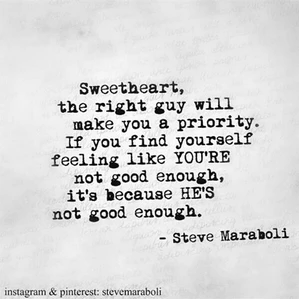 Sweetheart,
the right guy will
make you a priority.
If you find yourself
feeling like YOU'RE
not good enough,
it's because HE'S
not good enough.
- Steve Maraboli
instagram & pinterest: stevemaraboli